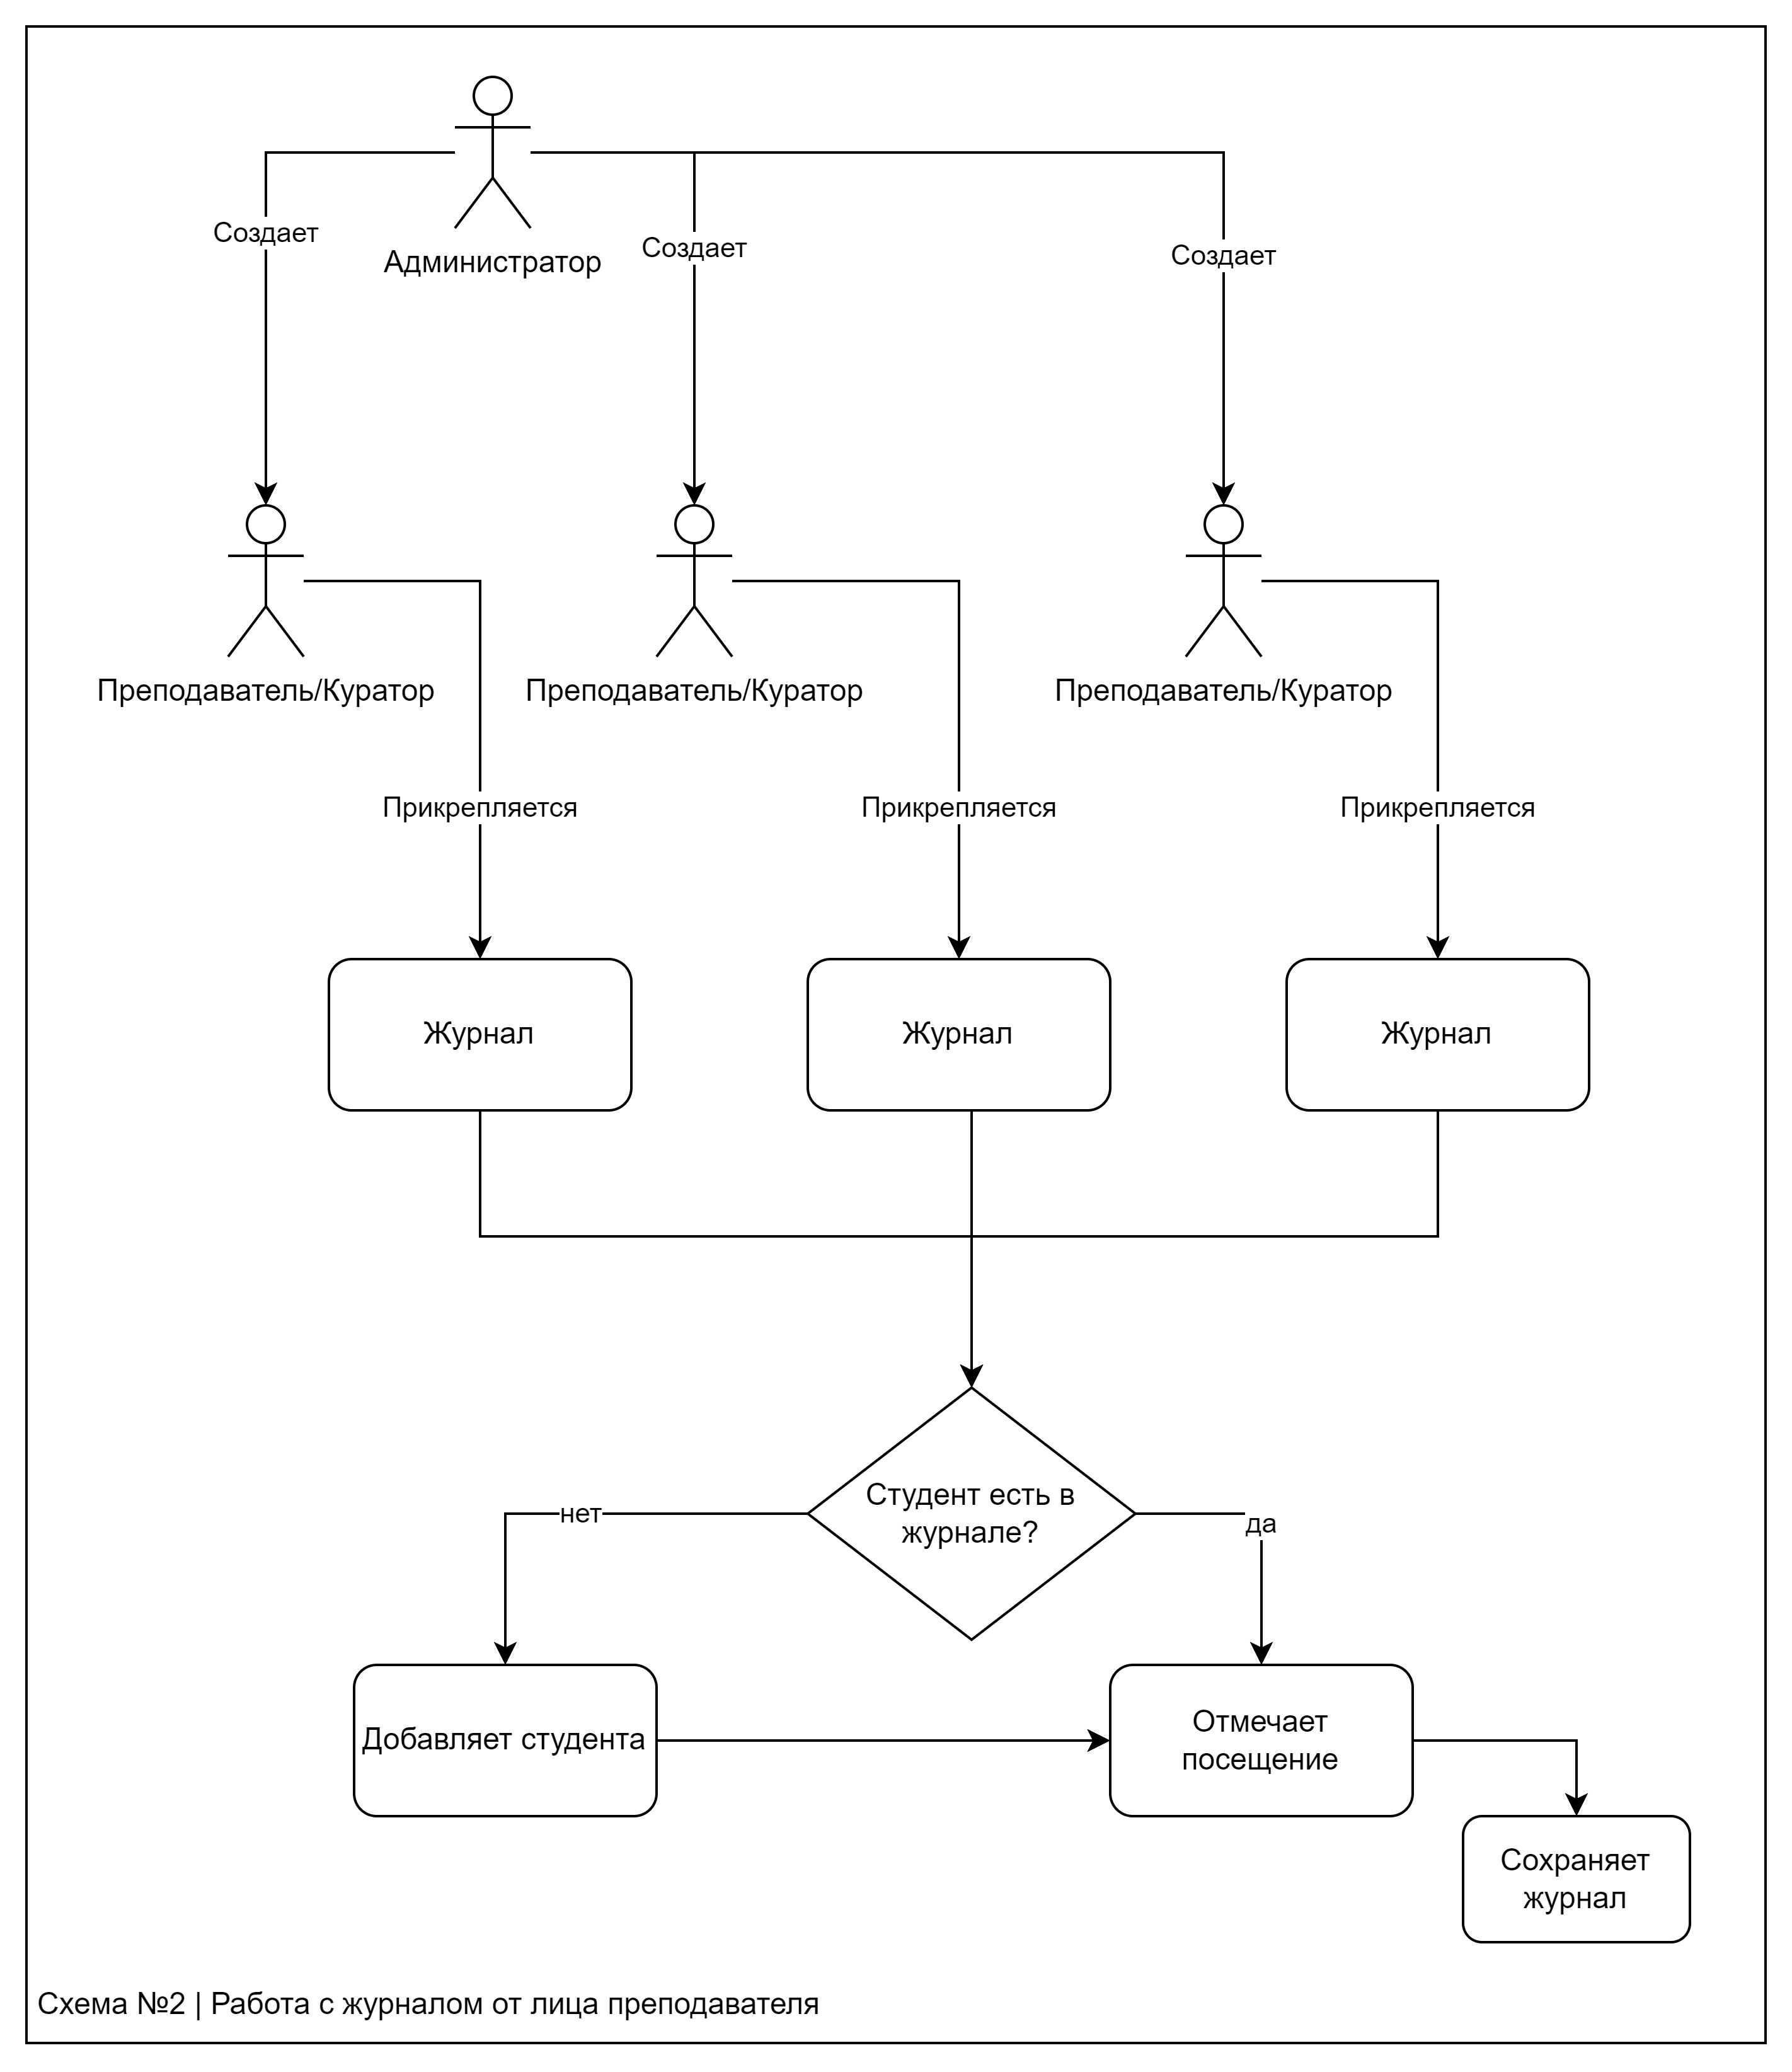 Администратор
Создает
Создает
Создает
Преподаватель/Куратор
Преподаватель/Куратор
Преподаватель/Куратор
Прикрепляется
Прикрепляется
Прикрепляется
Журнал
Журнал
Журнал
Студент есть в
журнале?
нет
да
Добавляет студента
Отмечает
посещение
Сохраняет
журнал
Схема №2 | Работа с журналом от лица преподавателя